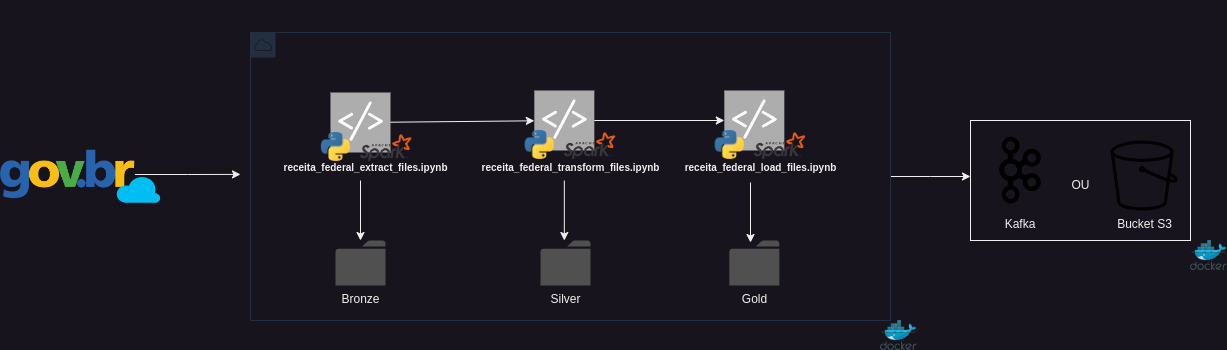 gov.br
APACHE
Spark
receita_federal_extract_files.ipynb
APACHE
Spark
receita_federal_transform_files.ipynb
APACHE
Spark
receita_federal_load_files.ipynb
Bronze
Silver
Gold
docker
Kafka
OU
Bucket S3
docker